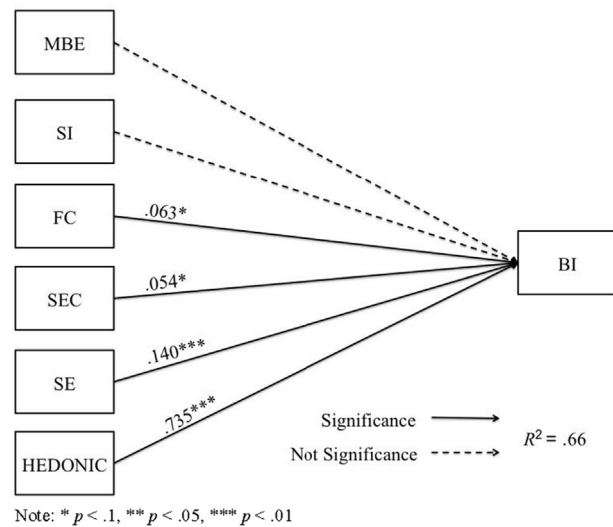 MBE
SI
FC
.063*
SEC
.054*
BI
SE
.140***
HEDONIC
.735***
Significance
Not Significance
R² = .66
Note: * p < .1, ** p < .05, *** p < .01